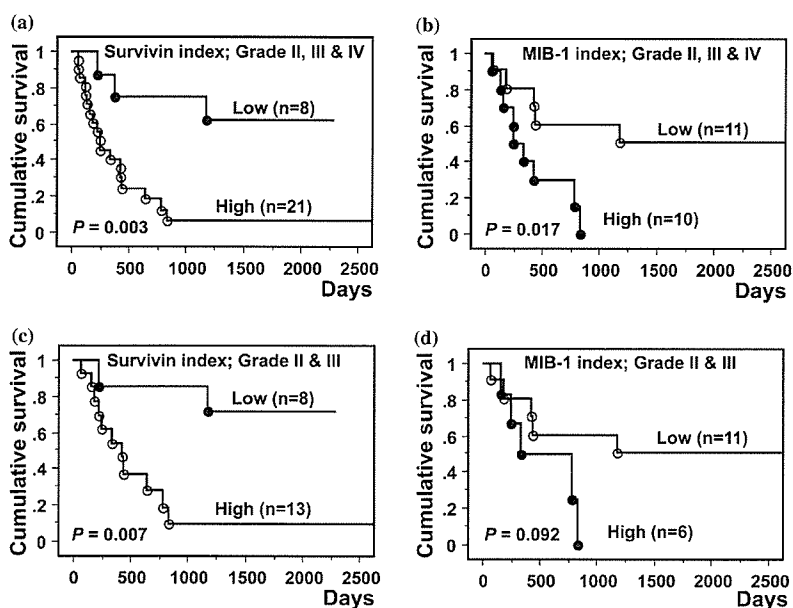 (a)
Cumulative survival
1
.8
.6
.4
.2
0
Survivin index; Grade II, III & IV
Low (n=8)
High (n=21)
P = 0.003
0 500 1000 1500 2000 2500
Days
(b)
Cumulative survival
1
.8
.6
.4
.2
0
MIB-1 index; Grade II, III & IV
Low (n=11)
High (n=10)
P = 0.017
0 500 1000 1500 2000 2500
Days
(c)
Cumulative survival
1
.8
.6
.4
.2
0
Survivin index; Grade II & III
Low (n=8)
High (n=13)
P = 0.007
0 500 1000 1500 2000 2500
Days
(d)
Cumulative survival
1
.8
.6
.4
.2
0
MIB-1 index; Grade II & III
Low (n=11)
High (n=6)
P = 0.092
0 500 1000 1500 2000 2500
Days